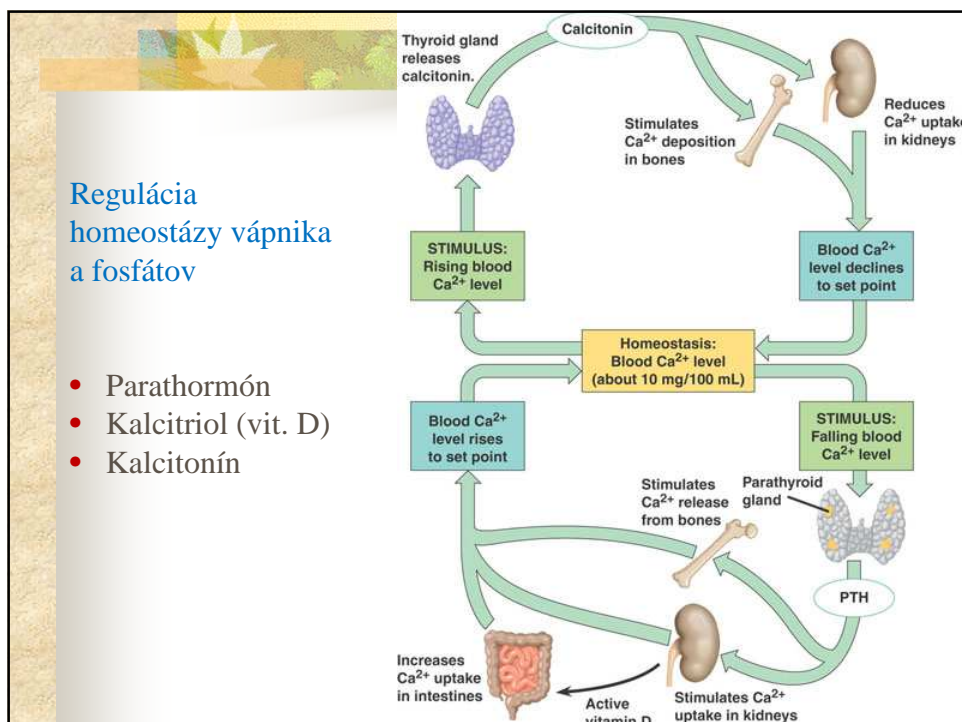 Regulácia
homeostázy vápnika
a fosfátov
• Parathormón
• Kalcitriol (vit. D)
• Kalcitonín
Calcitonin
Thyroid gland
releases
calcitonin.
Stimulates
Ca²⁺ deposition
in bones
Reduces
Ca²⁺ uptake
in kidneys
STIMULUS:
Rising blood
Ca²⁺ level
Blood Ca²⁺
level declines
to set point
Homeostasis:
Blood Ca²⁺ level
(about 10 mg/100 mL)
Blood Ca²⁺
level rises
to set point
STIMULUS:
Falling blood
Ca²⁺ level
Stimulates
Ca²⁺ release
from bones
Parathyroid
gland
PTH
Increases
Ca²⁺ uptake
in intestines
Active
vitamin D
Stimulates Ca²⁺
uptake in kidneys